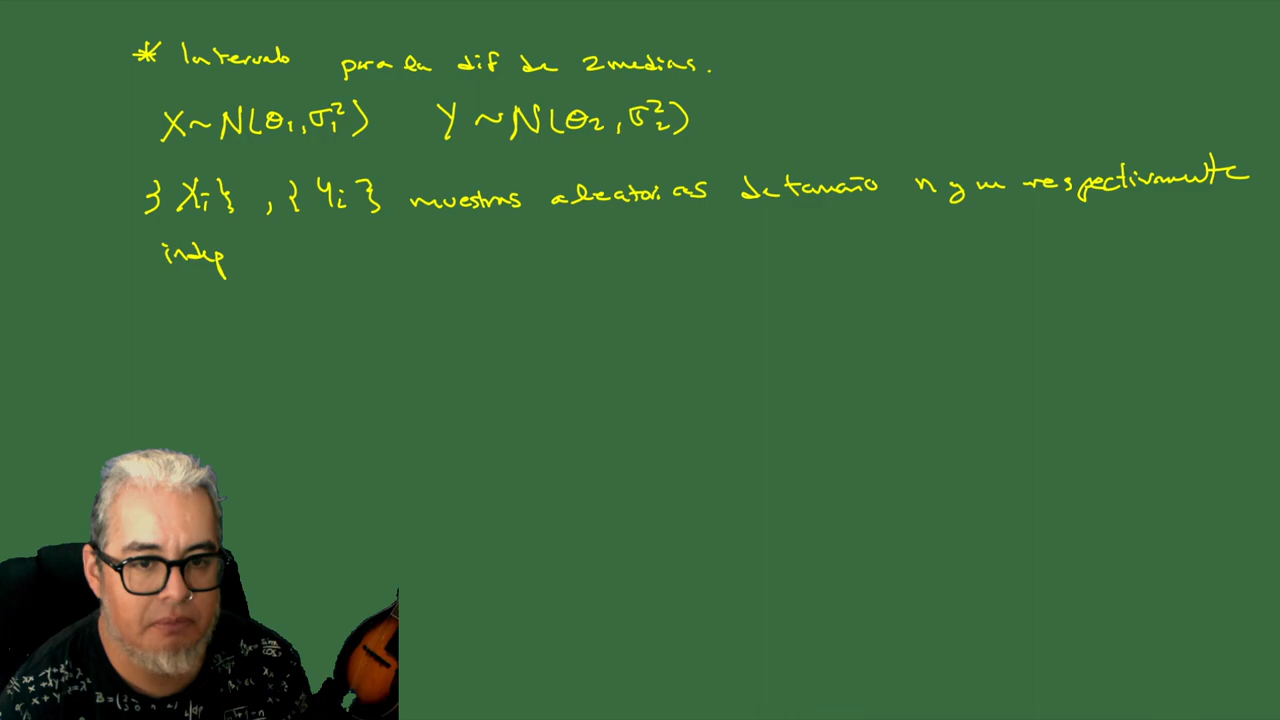 * Intervalo para la dif de 2 medias.
X ~ N(θ₁, σ₁²) Y ~ N(θ₂, σ₂²)
{Xᵢ}, {Yᵢ} muestras aleatorias de tamaño n y m respectivamente
indep